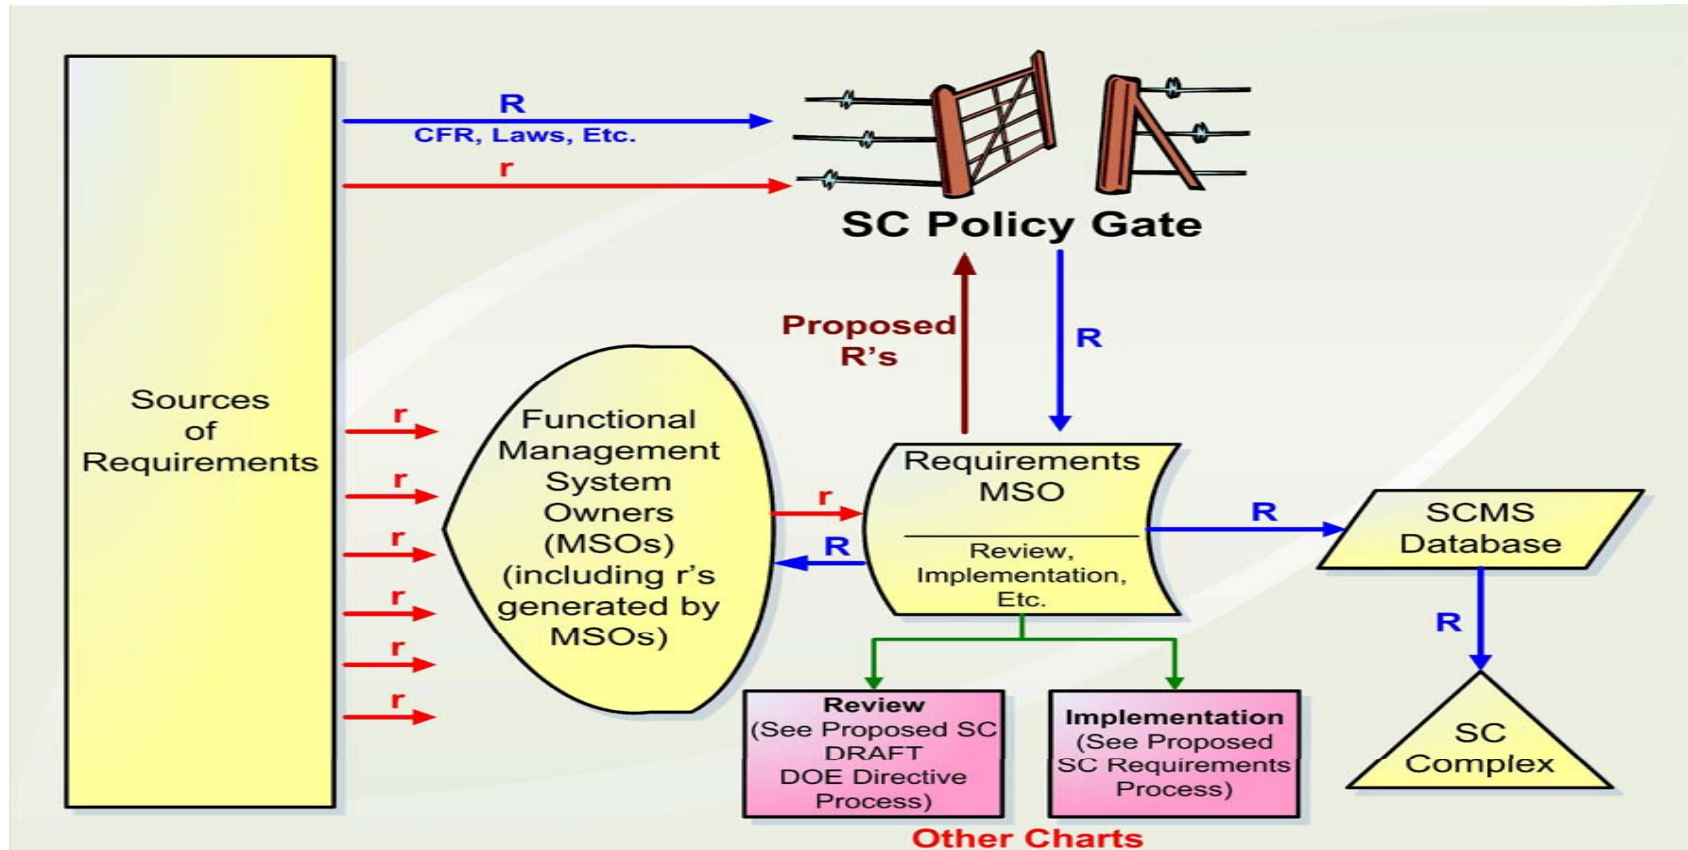 R
CFR, Laws, Etc.
r
SC Policy Gate
Proposed
R's
R
Sources
of
Requirements
r
r
r
r
r
r
Functional
Management
System
Owners
(MSOs)
(including r's
generated by
MSOs)
r
R
Requirements
MSO
Review,
Implementation,
Etc.
R
SCMS
Database
R
SC
Complex
Review
(See Proposed SC
DRAFT
DOE Directive
Process)
Implementation
(See Proposed
SC Requirements
Process)
Other Charts